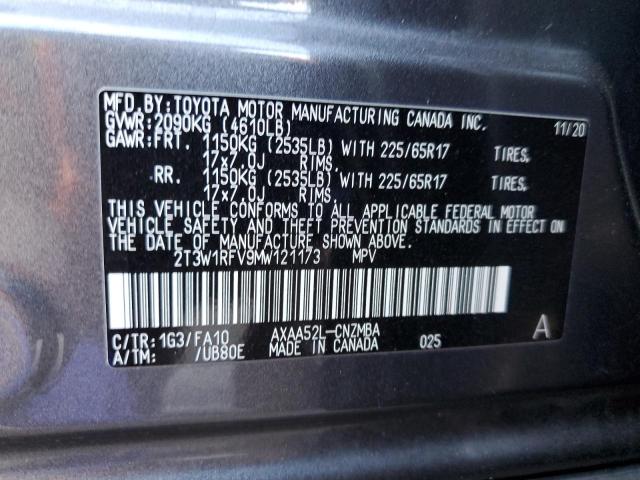 MFD.BY:TOYOTA MOTOR MANUFACTURING CANADA INC.
GVWR:2090KG (4610LB) 11/20
GAWR:FRT. 1150KG (2535LB) WITH 225/65R17 TIRES,
17x7.0J RIMS.
RR. 1150KG (2535LB) WITH 225/65R17 TIRES,
17x7.0J RIMS.
THIS VEHICLE CONFORMS TO ALL APPLICABLE FEDERAL MOTOR
VEHICLE SAFETY AND THEFT PREVENTION STANDARDS IN EFFECT ON
THE DATE OF MANUFACTURE SHOWN ABOVE.
2T3W1RFV9MW121173 MPV
C/TR:1G3/FA10 AXAA52L-CNZMBA A
A/TM: /UB80E MADE IN CANADA 025